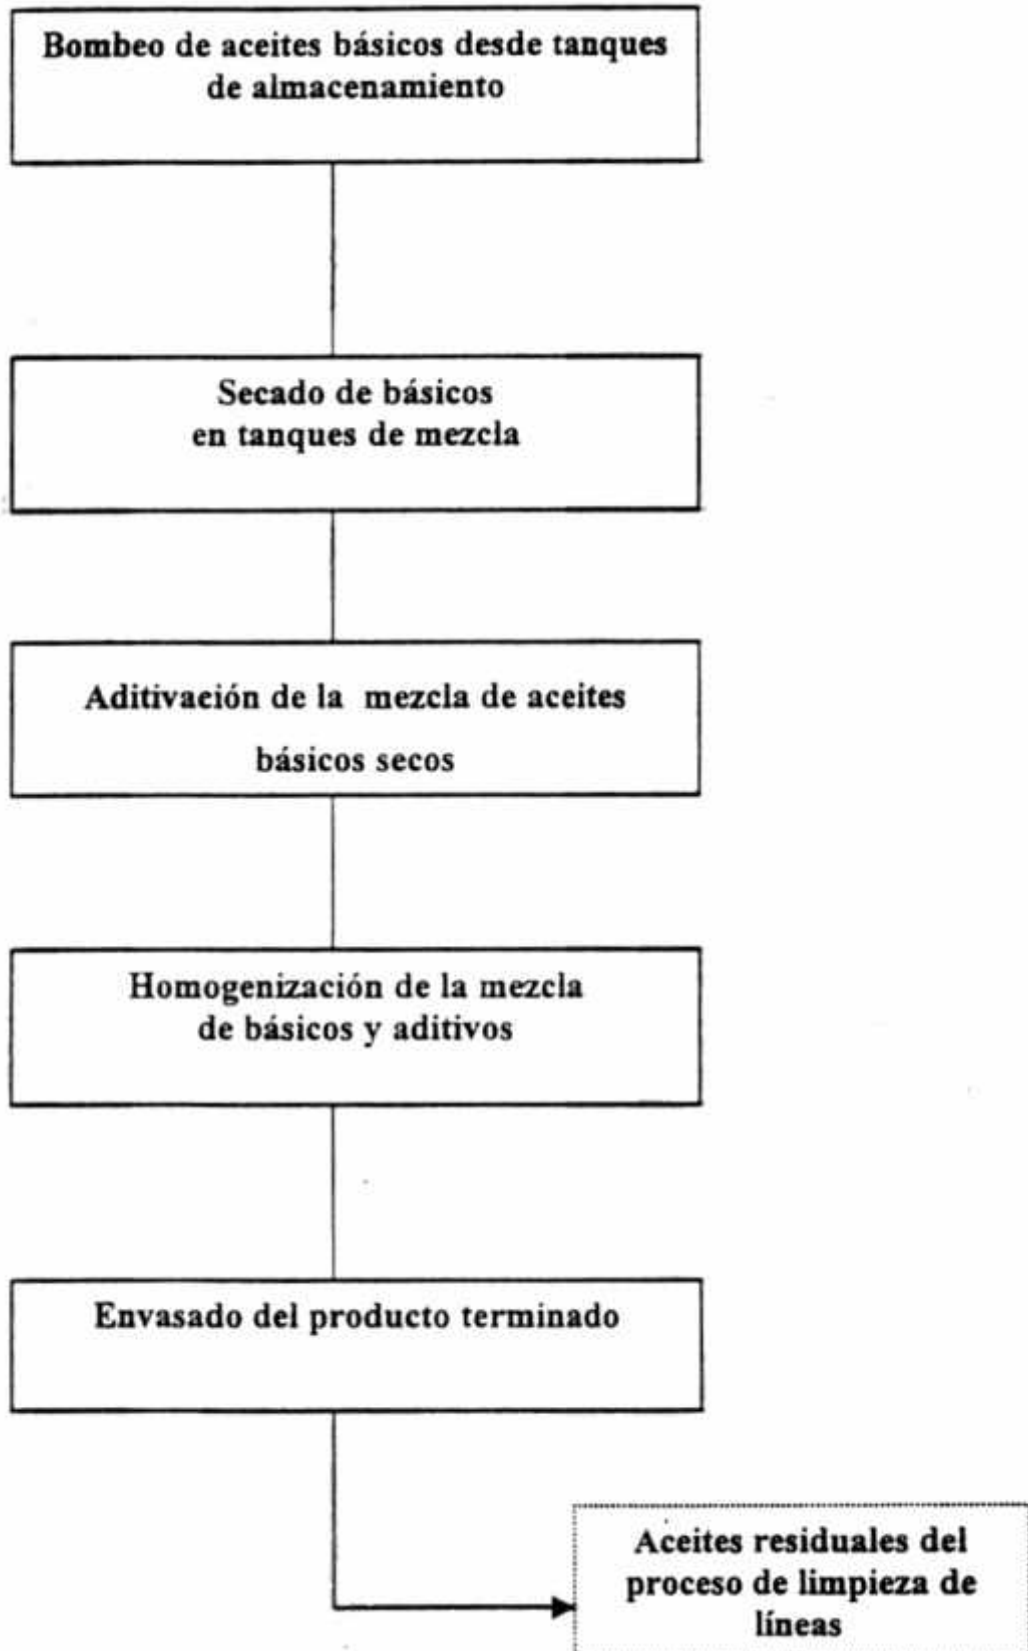 Bombeo de aceites básicos desde tanques
de almacenamiento
Secado de básicos
en tanques de mezcla
Aditivación de la mezcla de aceites
básicos secos
Homogenización de la mezcla
de básicos y aditivos
Envasado del producto terminado
Aceites residuales del
proceso de limpieza de
líneas